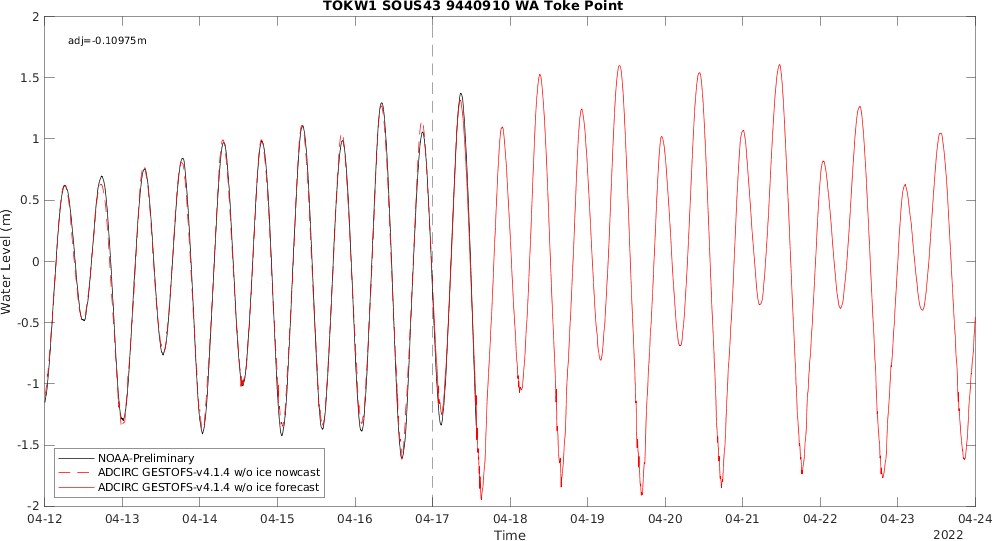 TOKW1 SOUS43 9440910 WA Toke Point
adj=-0.10975m
Water Level (m)
2
1.5
1
0.5
0
-0.5
-1
-1.5
-2
NOAA-Preliminary
ADCIRC GESTOFS-v4.1.4 w/o ice nowcast
ADCIRC GESTOFS-v4.1.4 w/o ice forecast
04-12 04-13 04-14 04-15 04-16 04-17 04-18 04-19 04-20 04-21 04-22 04-23 04-24
Time
2022